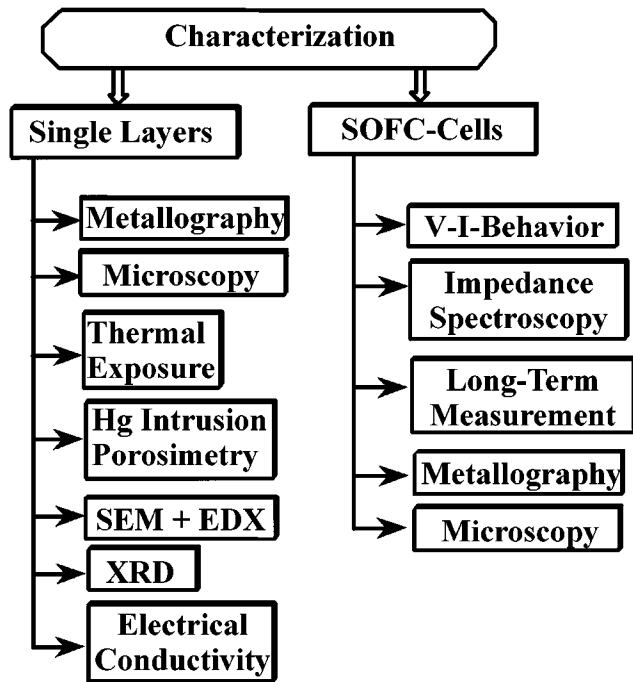 Characterization
Single Layers
Metallography
Microscopy
Thermal
Exposure
Hg Intrusion
Porosimetry
SEM + EDX
XRD
Electrical
Conductivity
SOFC-Cells
V-I-Behavior
Impedance
Spectroscopy
Long-Term
Measurement
Metallography
Microscopy